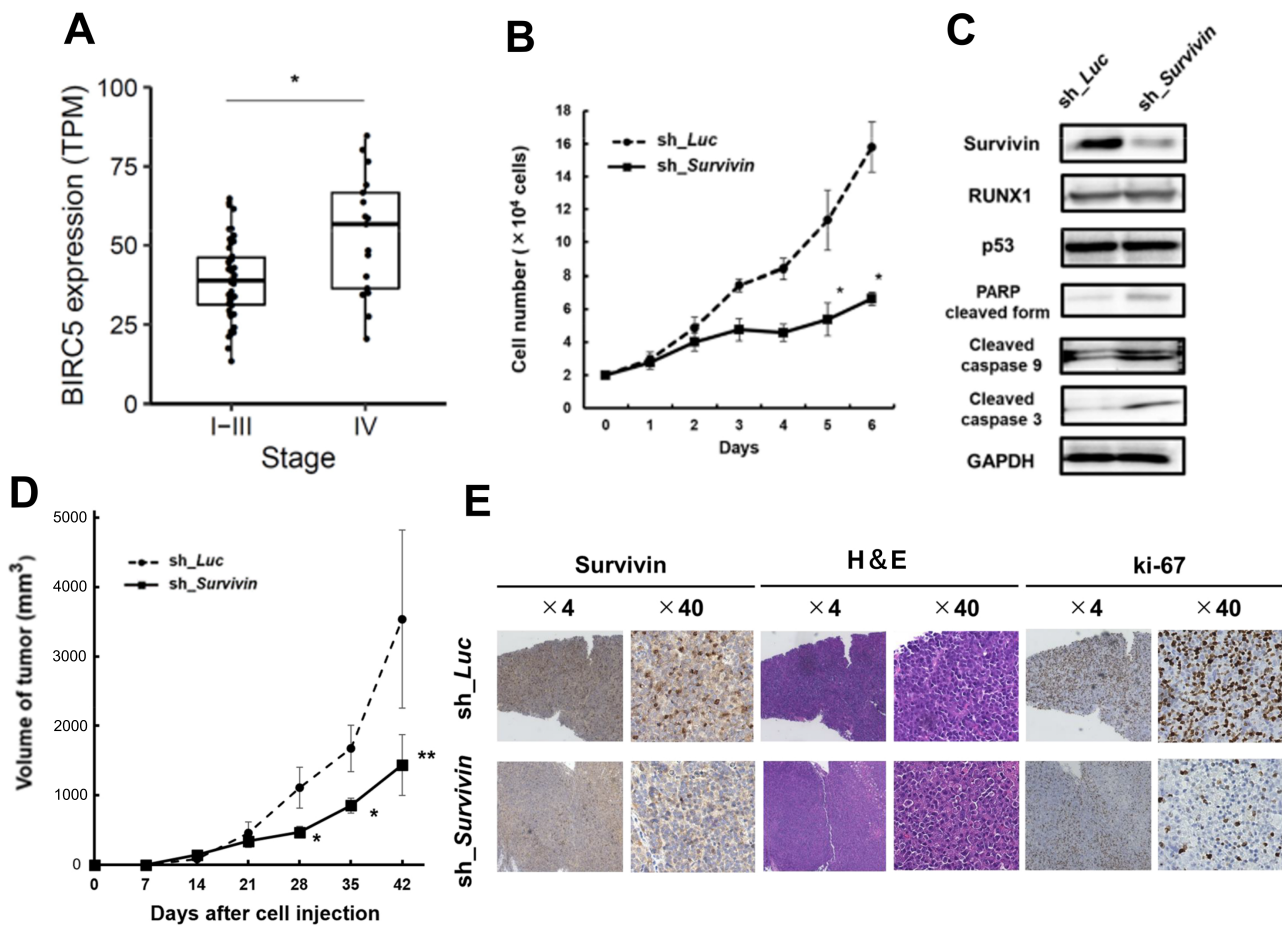 A
BIRC5 expression (TPM)
100
75
50
25
0
*
I-III
IV
Stage
B
Cell number (×10⁴ cells)
18
16
14
12
10
8
6
4
2
0
sh_Luc
sh_Survivin
*
*
0 1 2 3 4 5 6
Days
C
sh_Luc
sh_Survivin
Survivin
RUNX1
p53
PARP
cleaved form
Cleaved
caspase 9
Cleaved
caspase 3
GAPDH
D
Volume of tumor (mm³)
5000
4000
3000
2000
1000
0
sh_Luc
sh_Survivin
*
*
**
0 7 14 21 28 35 42
Days after cell injection
E
Survivin H&E ki-67
×4 ×40 ×4 ×40 ×4 ×40
sh_Luc
sh_Survivin